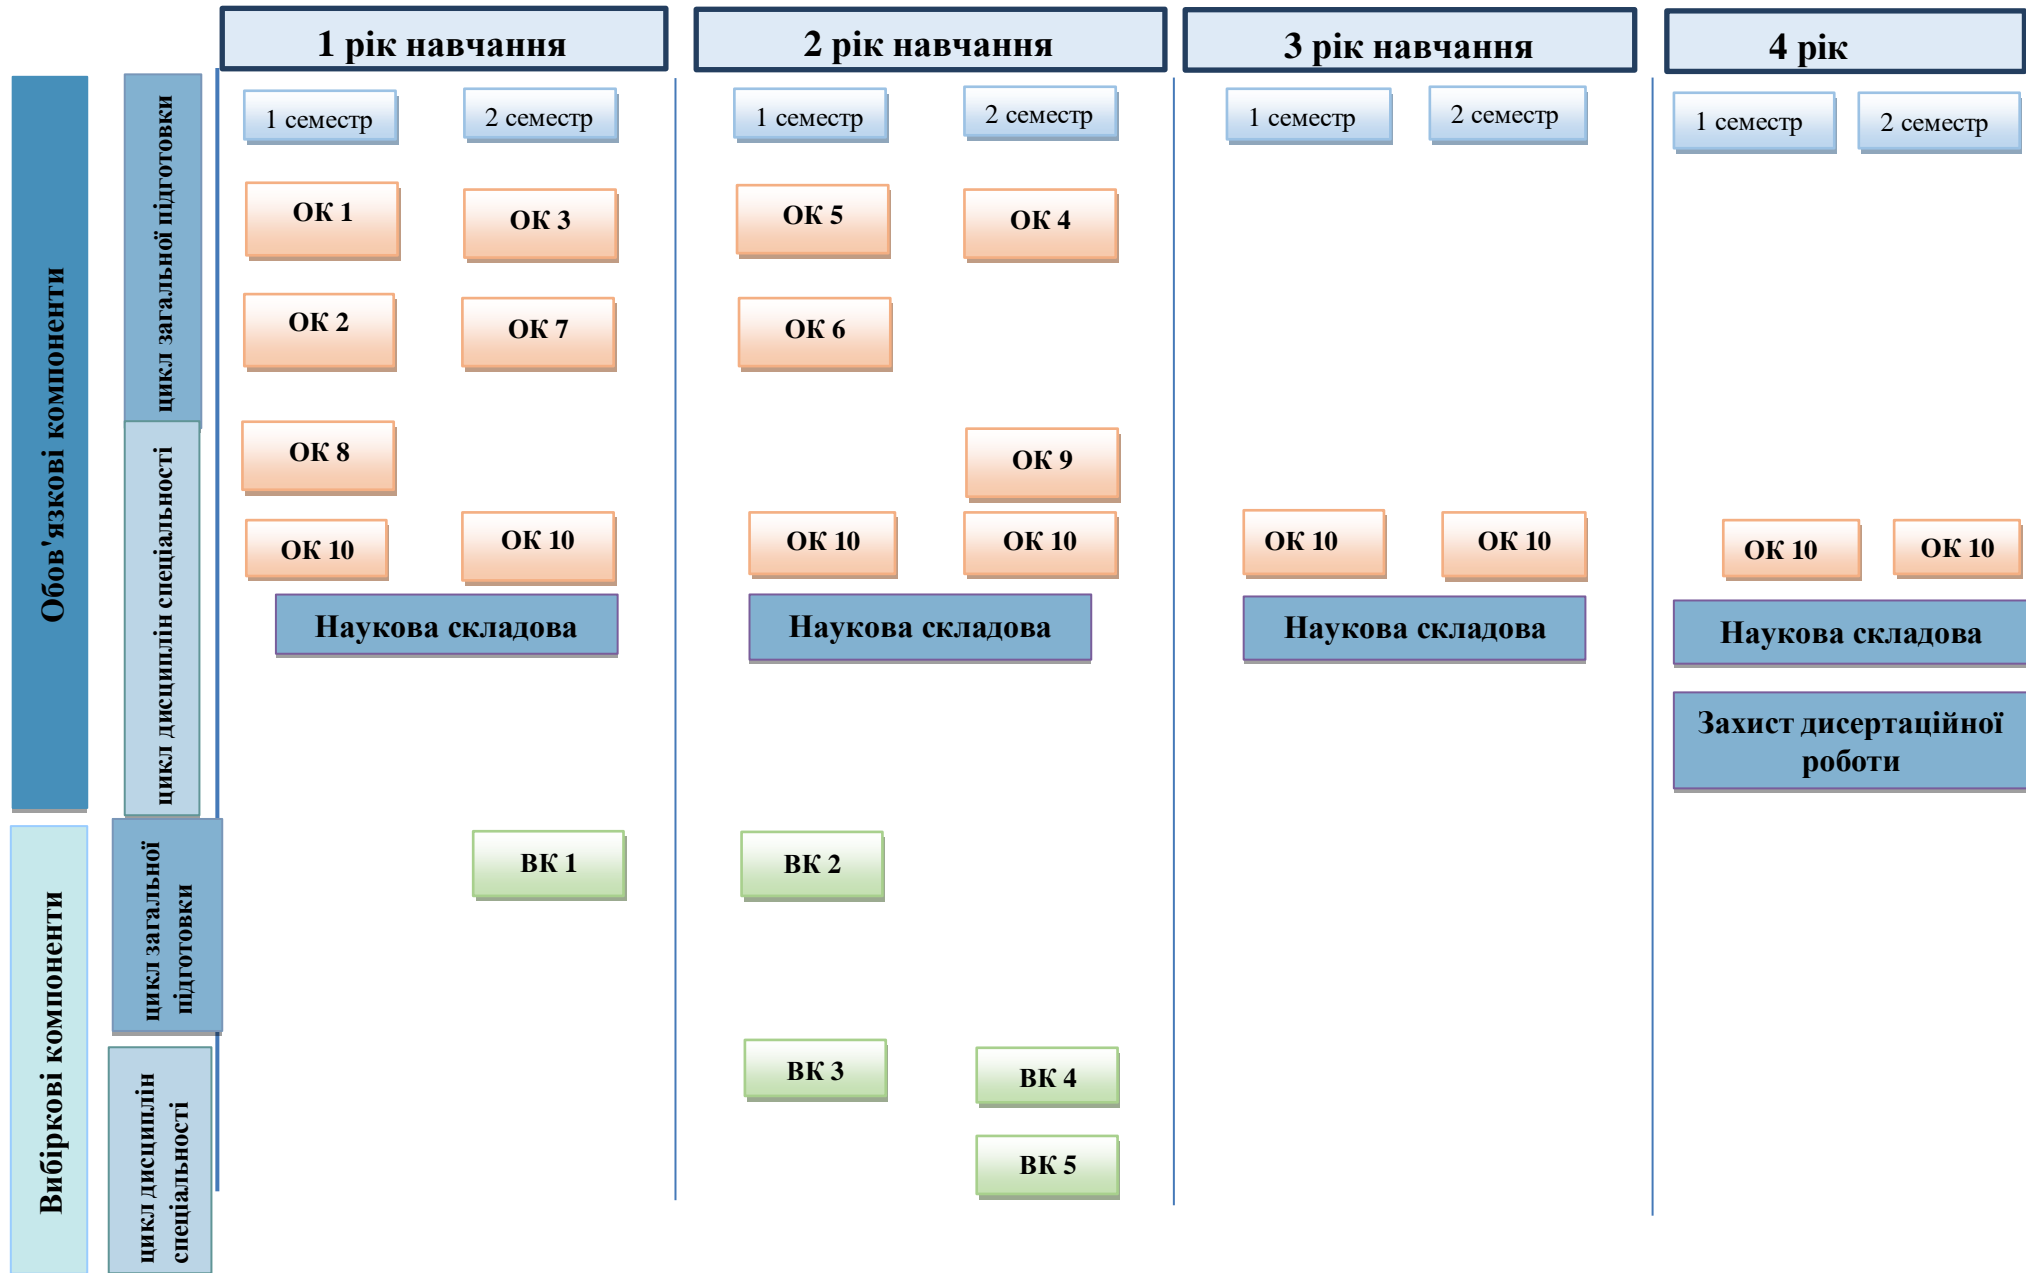 1 рік навчання
2 рік навчання
3 рік навчання
4 рік
1 семестр
2 семестр
1 семестр
2 семестр
1 семестр
2 семестр
1 семестр
2 семестр
Обов'язкові компоненти
цикл загальної підготовки
ОК 1
ОК 3
ОК 5
ОК 4
ОК 2
ОК 7
ОК 6
цикл дисциплін спеціальності
ОК 8
ОК 9
ОК 10
ОК 10
ОК 10
ОК 10
ОК 10
ОК 10
ОК 10
ОК 10
Наукова складова
Наукова складова
Наукова складова
Наукова складова
Захист дисертаційної
роботи
Вибіркові компоненти
цикл загальної
підготовки
ВК 1
ВК 2
цикл дисциплін
спеціальності
ВК 3
ВК 4
ВК 5